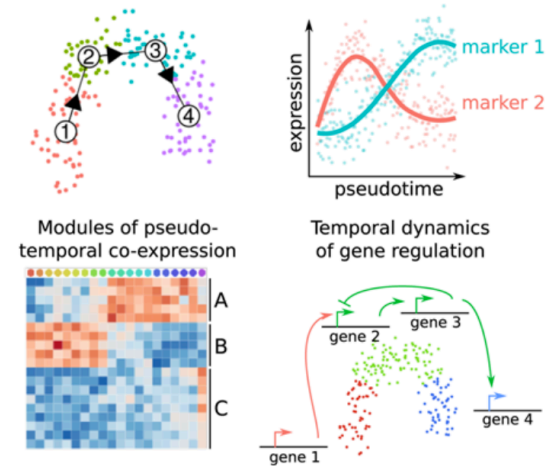 1
2
3
4
expression
pseudotime
marker 1
marker 2
Modules of pseudo-
temporal co-expression
A
B
C
Temporal dynamics
of gene regulation
gene 1
gene 2
gene 3
gene 4